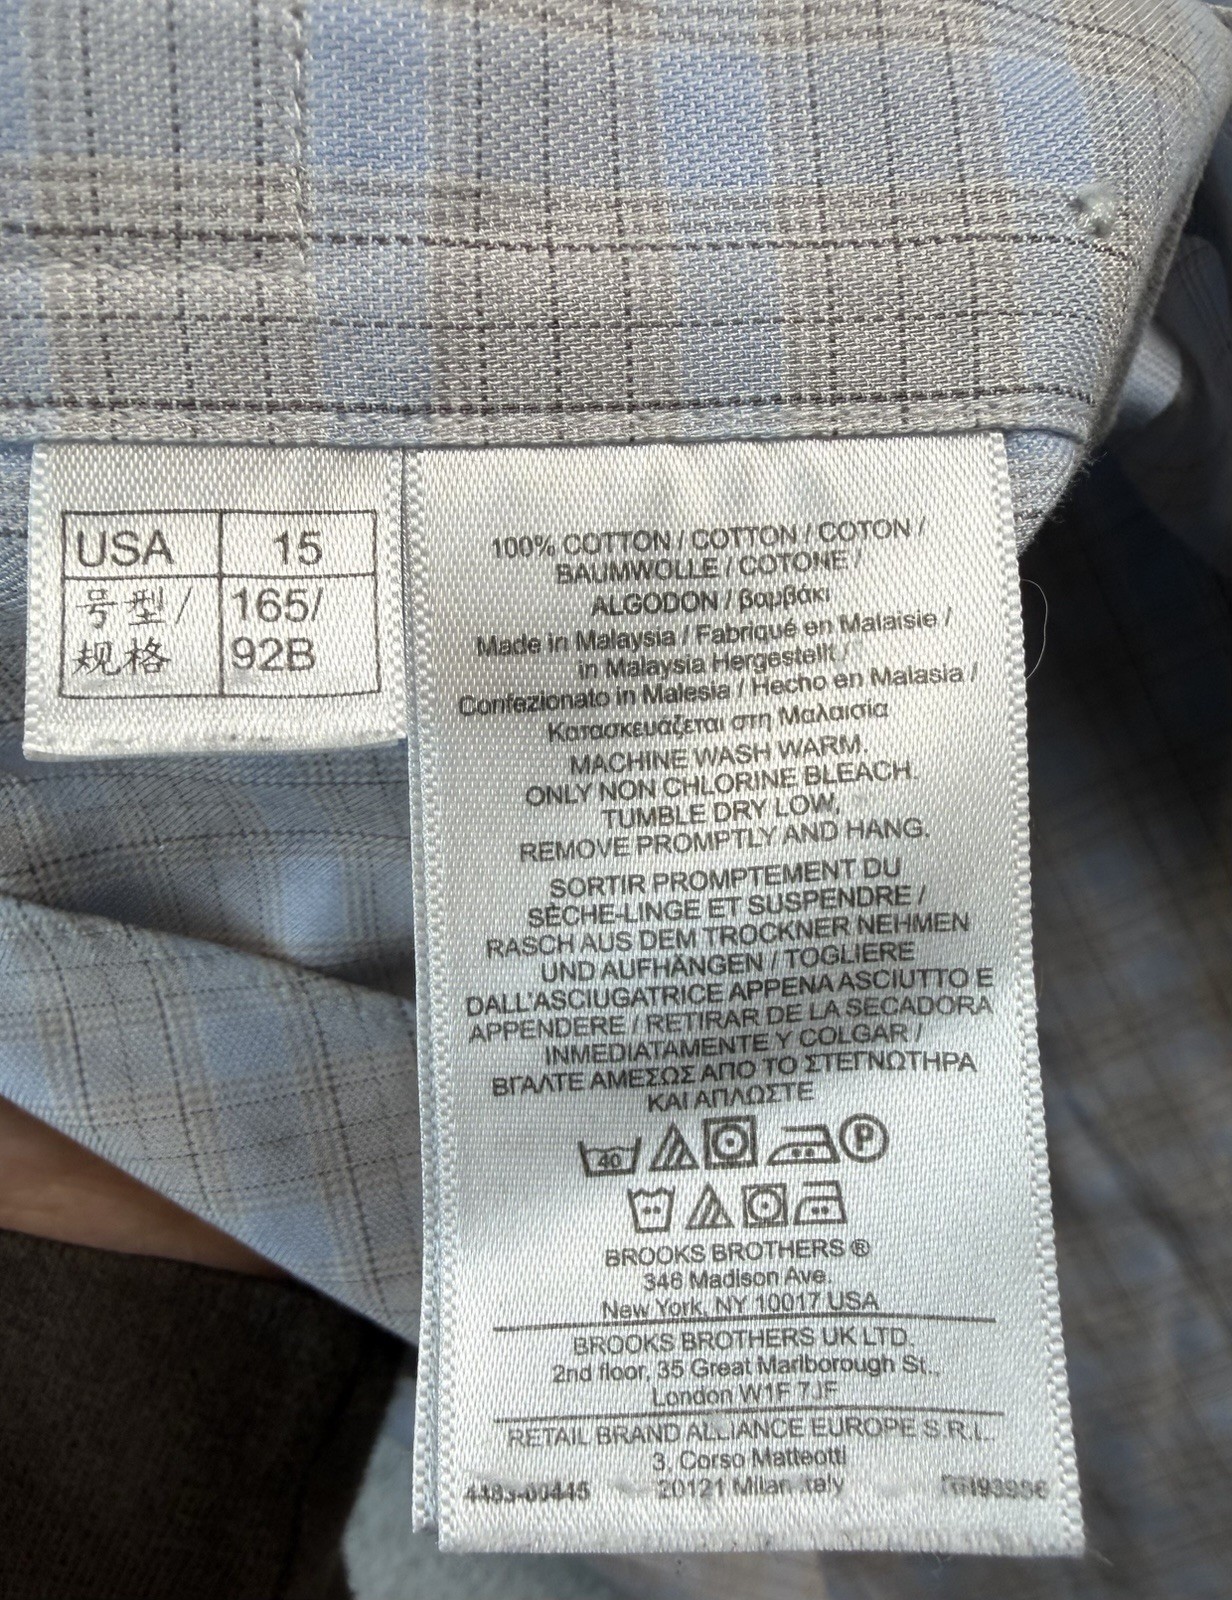 USA 15
号型/ 165/
规格 92B
100% COTTON / COTTON / COTON /
BAUMWOLLE / COTONE /
ALGODON / βαμβάκι
Made in Malaysia / Fabriqué en Malaisie /
in Malaysia Hergestellt /
Confezionato in Malesia / Hecho en Malasia /
Κατασκευάζεται στη Μαλαισία
MACHINE WASH WARM.
ONLY NON CHLORINE BLEACH.
TUMBLE DRY LOW.
REMOVE PROMPTLY AND HANG.
SORTIR PROMPTEMENT DU
SÈCHE-LINGE ET SUSPENDRE /
RASCH AUS DEM TROCKNER NEHMEN
UND AUFHÄNGEN / TOGLIERE
DALL'ASCIUGATRICE APPENA ASCIUTTO E
APPENDERE / RETIRAR DE LA SECADORA
INMEDIATAMENTE Y COLGAR /
ΒΓΑΛΤΕ ΑΜΕΣΩΣ ΑΠΟ ΤΟ ΣΤΕΓΝΩΤΗΡΑ
ΚΑΙ ΑΠΛΩΣΤΕ
40 P
BROOKS BROTHERS ®
346 Madison Ave.
New York, NY 10017 USA
BROOKS BROTHERS UK LTD.
2nd floor, 35 Great Marlborough St.,
London W1F 7JF
RETAIL BRAND ALLIANCE EUROPE S.R.L.
3, Corso Matteotti
20121 Milan Italy